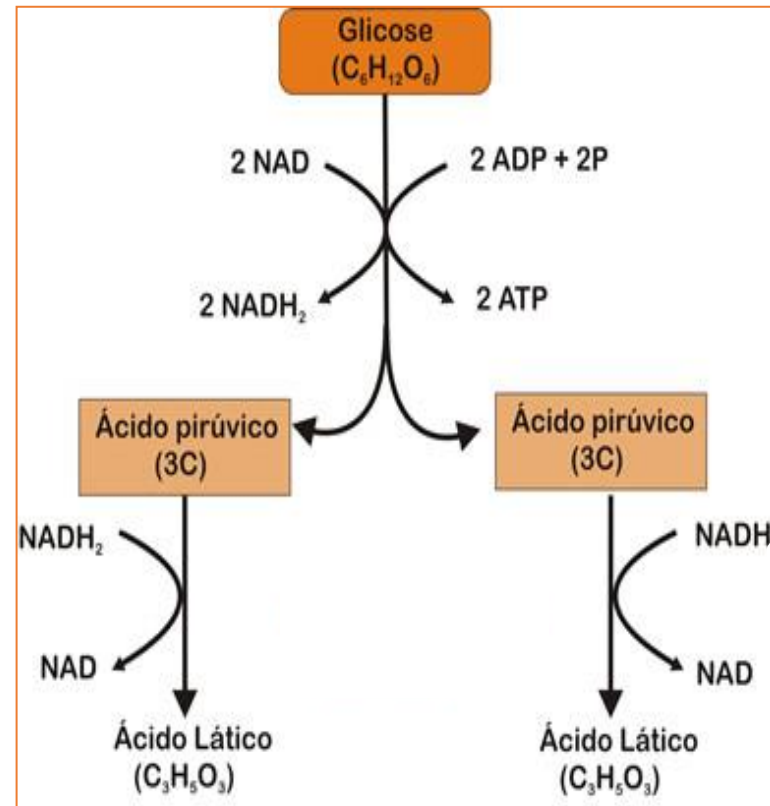 Glicose
(C₆H₁₂O₆)
2 NAD
2 ADP + 2P
2 NADH₂
2 ATP
Ácido pirúvico
(3C)
Ácido pirúvico
(3C)
NADH₂
NADH
NAD
NAD
Ácido Lático
(C₃H₅O₃)
Ácido Lático
(C₃H₅O₃)